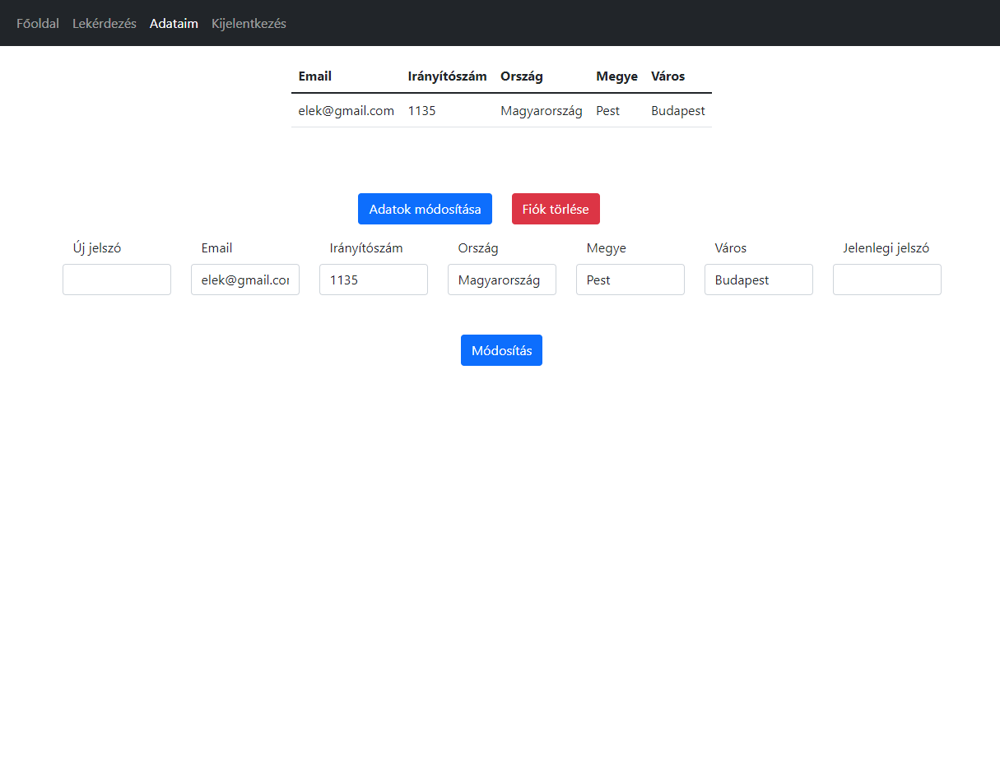 Főoldal Lekérdezés Adataim Kijelentkezés
Email Irányítószám Ország Megye Város
elek@gmail.com 1135 Magyarország Pest Budapest
Adatok módosítása Fiók törlése
Új jelszó Email Irányítószám Ország Megye Város Jelenlegi jelszó
elek@gmail.co 1135 Magyarország Pest Budapest
Módosítás